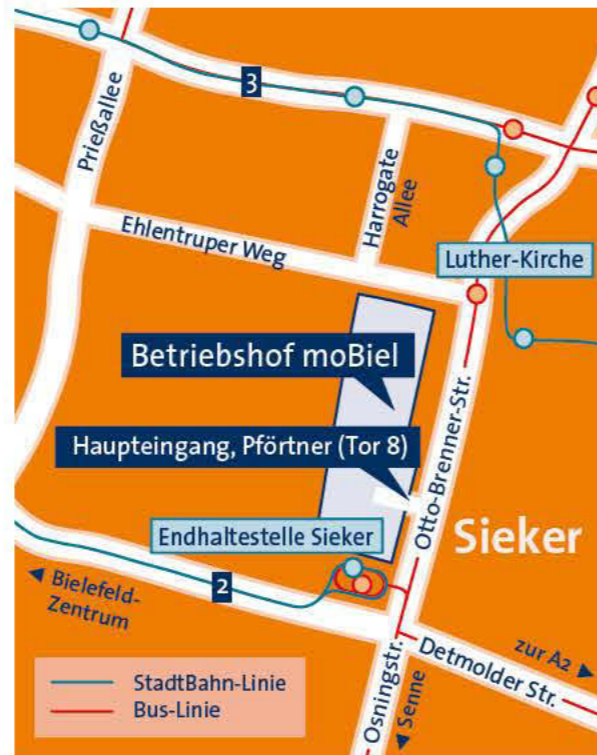 3
Prießallee
Harrogate
Allee
Ehlentruper Weg
Luther-Kirche
Betriebshof moBiel
Haupteingang, Pförtner (Tor 8)
Otto-Brenner-Str.
Sieker
Endhaltestelle Sieker
2
◄ Bielefeld-
Zentrum
zur A2 ►
Detmolder Str.
Osningstr.
◄ Senne
StadtBahn-Linie
Bus-Linie